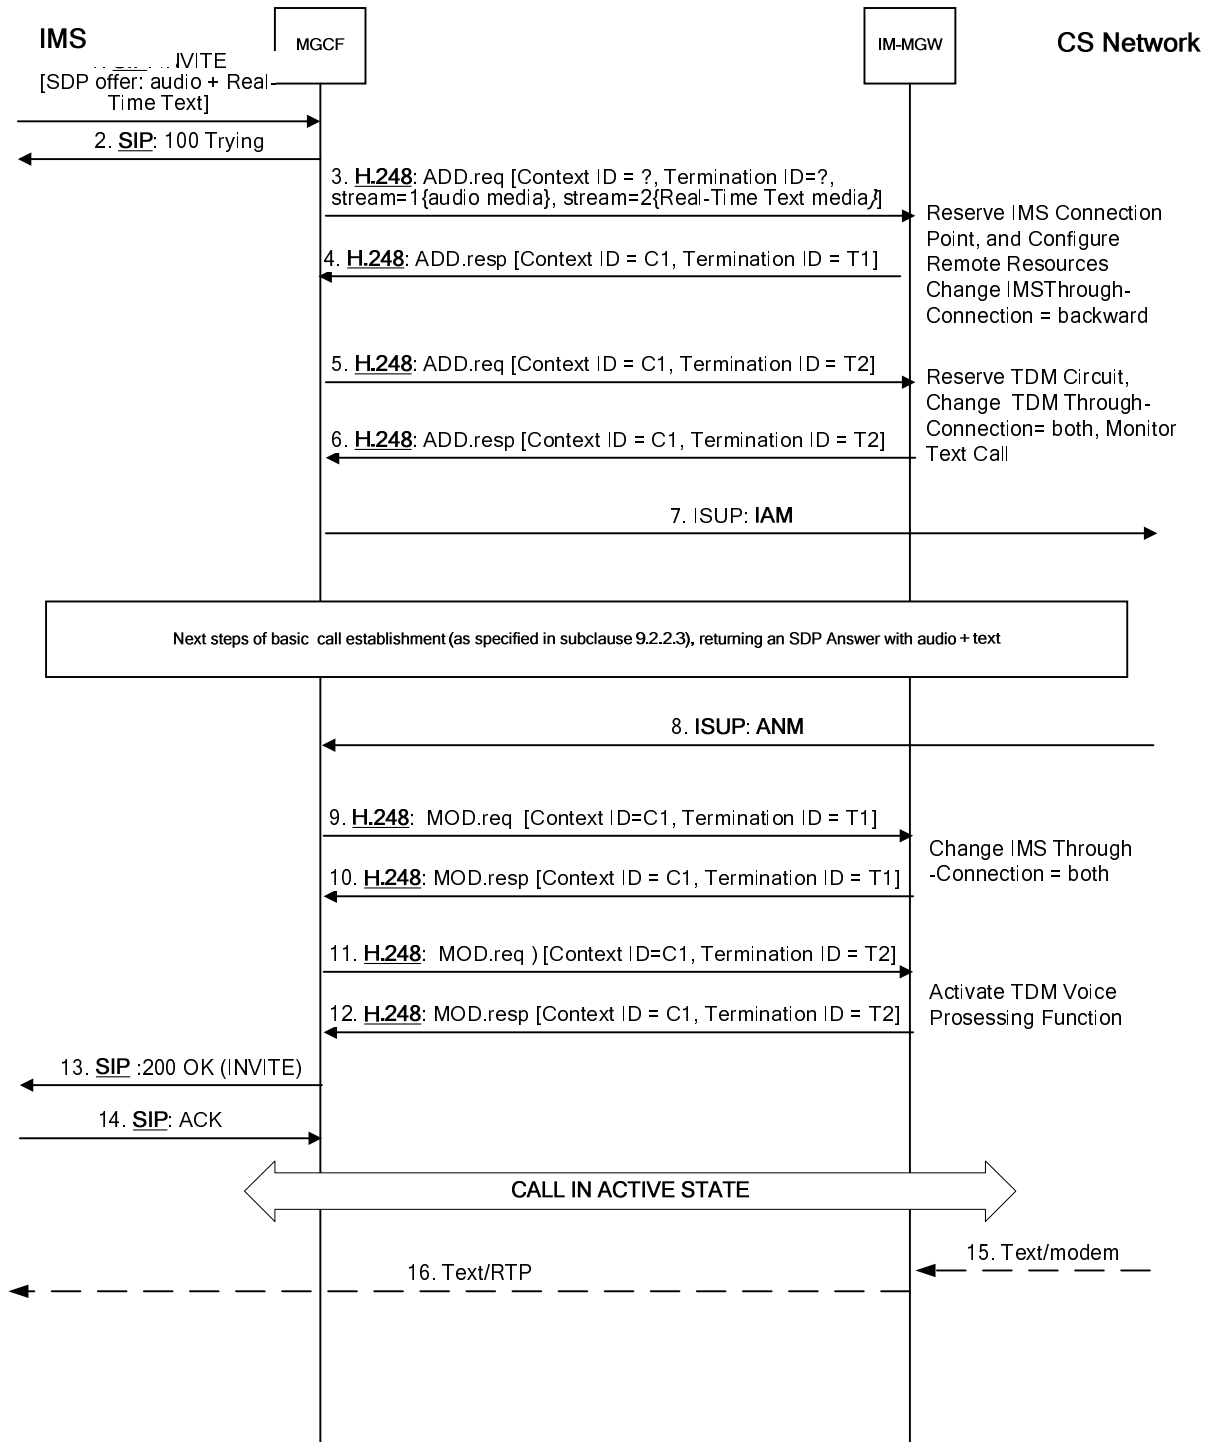 IMS
MGCF
IM-MGW
CS Network
INVITE
[SDP offer: audio + Real-
Time Text]
2. SIP: 100 Trying
3. H.248: ADD.req [Context ID = ?, Termination ID=?,
stream=1{audio media}, stream=2{Real-Time Text media}]
Reserve IMS Connection
Point, and Configure
Remote Resources
Change IMSThrough-
Connection = backward
4. H.248: ADD.resp [Context ID = C1, Termination ID = T1]
5. H.248: ADD.req [Context ID = C1, Termination ID = T2]
Reserve TDM Circuit,
Change TDM Through-
Connection= both, Monitor
Text Call
6. H.248: ADD.resp [Context ID = C1, Termination ID = T2]
7. ISUP: IAM
Next steps of basic call establishment (as specified in subclause 9.2.2.3), returning an SDP Answer with audio + text
8. ISUP: ANM
9. H.248: MOD.req [Context ID=C1, Termination ID = T1]
Change IMS Through
-Connection = both
10. H.248: MOD.resp [Context ID = C1, Termination ID = T1]
11. H.248: MOD.req ) [Context ID=C1, Termination ID = T2]
Activate TDM Voice
Prosessing Function
12. H.248: MOD.resp [Context ID = C1, Termination ID = T2]
13. SIP :200 OK (INVITE)
14. SIP: ACK
CALL IN ACTIVE STATE
15. Text/modem
16. Text/RTP